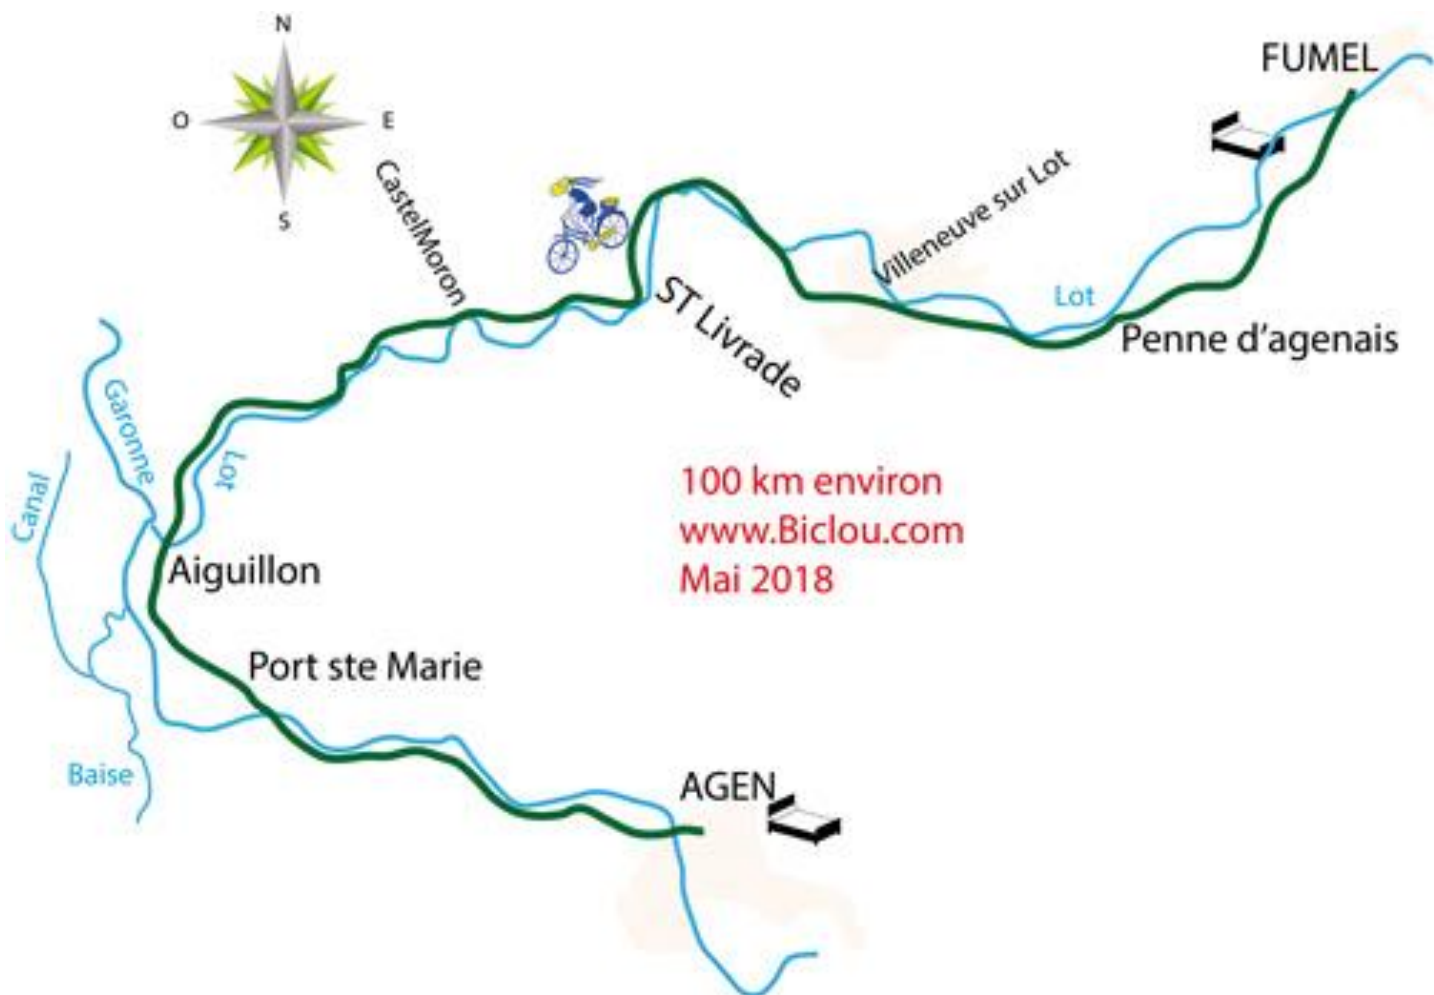 N
O
E
S
FUMEL
CastelMoron
Villeneuve sur Lot
ST Livrade
Lot
Penne d'agenais
Garonne
Lot
Canal
100 km environ
www.Biclou.com
Mai 2018
Aiguillon
Port ste Marie
Baise
AGEN